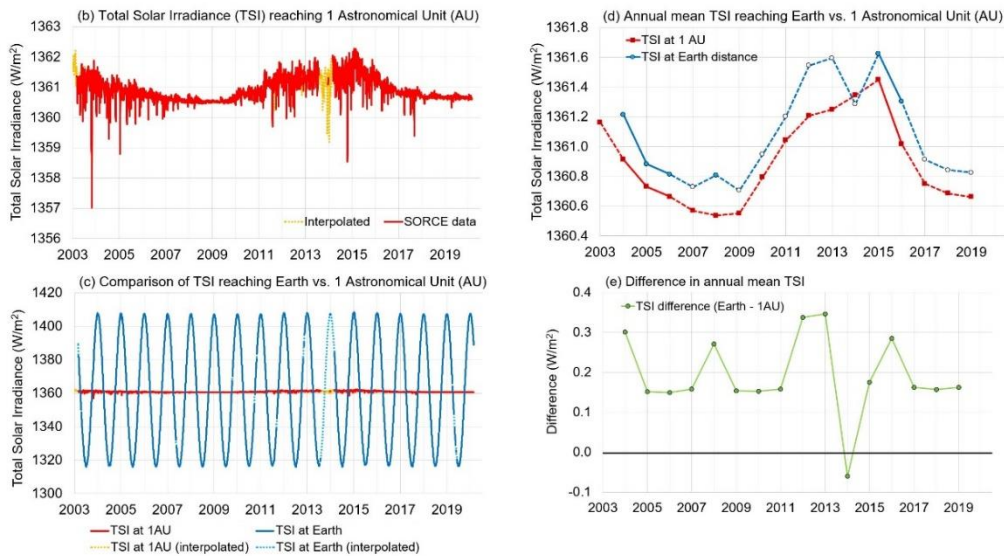 (b) Total Solar Irradiance (TSI) reaching 1 Astronomical Unit (AU)
Total Solar Irradiance (W/m²)
1363
1362
1361
1360
1359
1358
1357
1356
Interpolated
SORCE data
2003 2005 2007 2009 2011 2013 2015 2017 2019
(c) Comparison of TSI reaching Earth vs. 1 Astronomical Unit (AU)
Total Solar Irradiance (W/m²)
1420
1400
1380
1360
1340
1320
1300
2003 2005 2007 2009 2011 2013 2015 2017 2019
TSI at 1AU
TSI at Earth
TSI at 1AU (interpolated)
TSI at Earth (interpolated)
(d) Annual mean TSI reaching Earth vs. 1 Astronomical Unit (AU)
Total Solar Irradiance (W/m²)
1361.8
1361.6
1361.4
1361.2
1361.0
1360.8
1360.6
1360.4
TSI at 1 AU
TSI at Earth distance
2003 2005 2007 2009 2011 2013 2015 2017 2019
(e) Difference in annual mean TSI
Difference (W/m²)
0.4
0.3
0.2
0.1
0.0
-0.1
TSI difference (Earth - 1AU)
2003 2005 2007 2009 2011 2013 2015 2017 2019